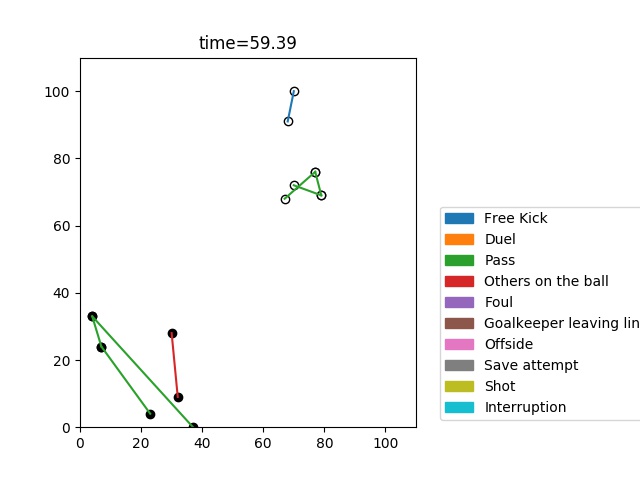 time=59.39
100
80
60
40
20
0
0 20 40 60 80 100
Free Kick
Duel
Pass
Others on the ball
Foul
Goalkeeper leaving lin
Offside
Save attempt
Shot
Interruption